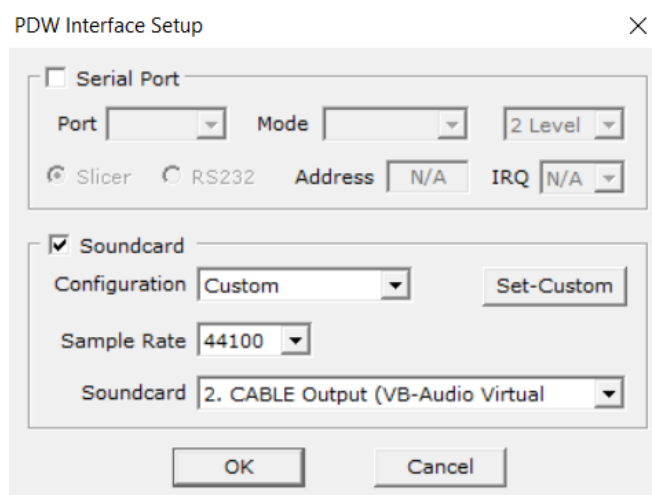 PDW Interface Setup
Serial Port
Port Mode 2 Level
Slicer RS232 Address N/A IRQ N/A
Soundcard
Configuration Custom Set-Custom
Sample Rate 44100
Soundcard 2. CABLE Output (VB-Audio Virtual
OK Cancel